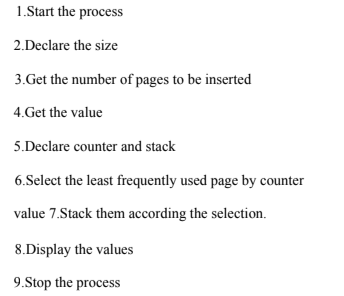 1.Start the process
2.Declare the size
3.Get the number of pages to be inserted
4.Get the value
5.Declare counter and stack
6.Select the least frequently used page by counter
value 7.Stack them according the selection.
8.Display the values
9.Stop the process